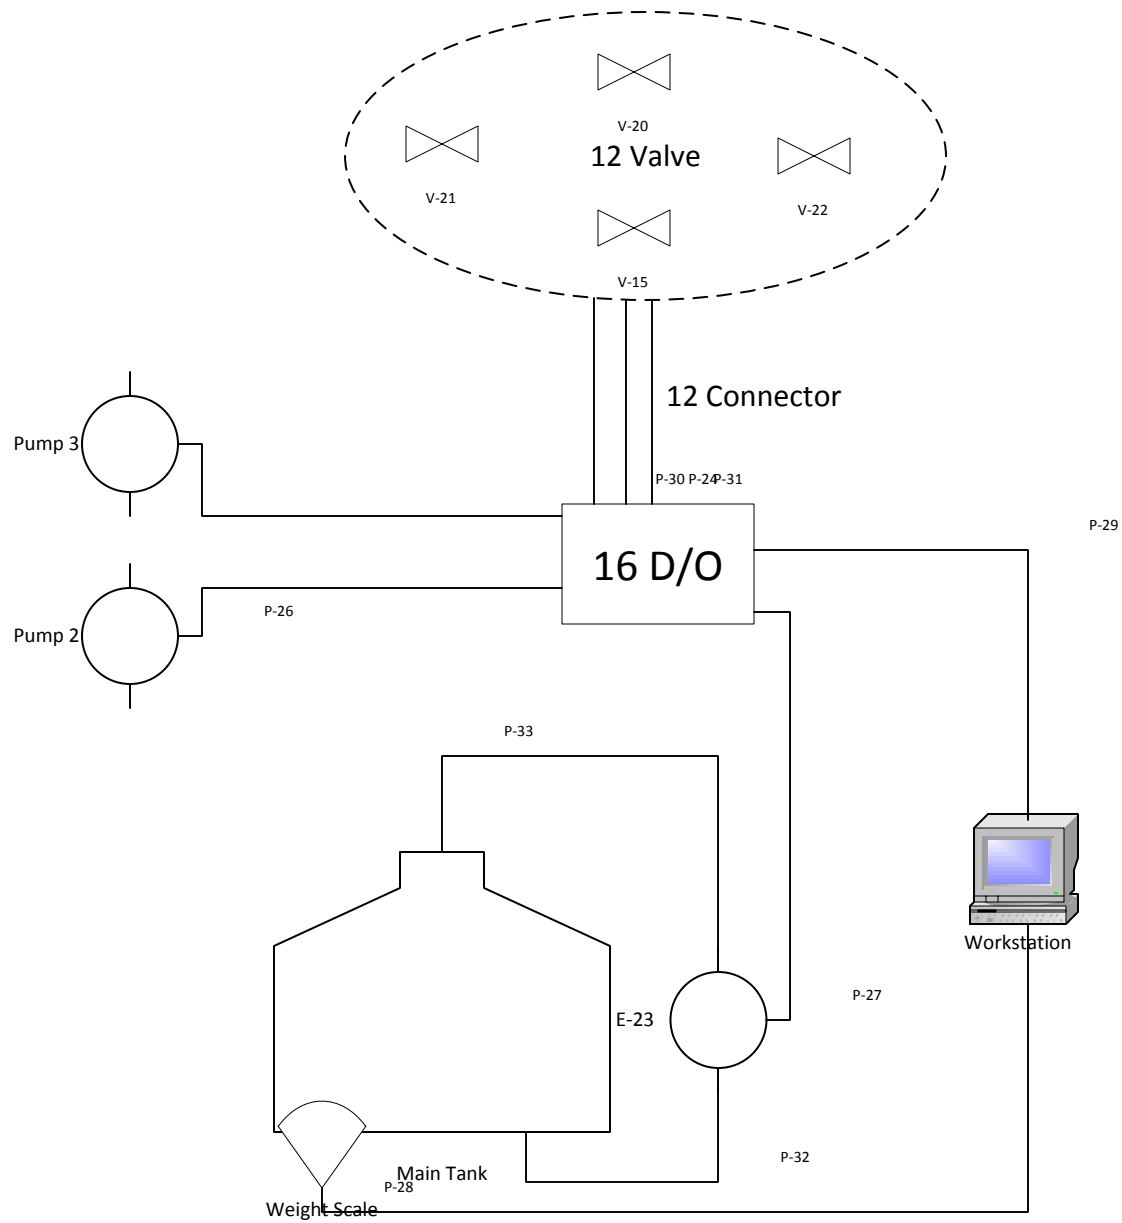 V-20
12 Valve
V-21
V-22
V-15
12 Connector
Pump 3
P-30 P-24 P-31
P-29
16 D/O
P-26
Pump 2
P-33
Workstation
P-27
E-23
P-32
Main Tank
P-28
Weight Scale